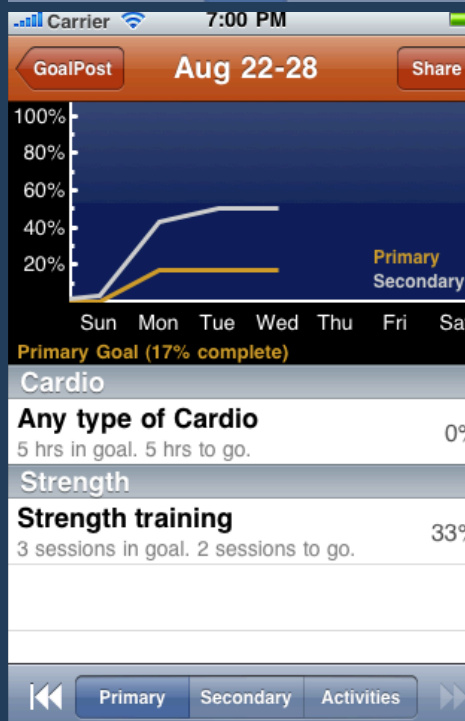 Carrier 7:00 PM
GoalPost Aug 22-28 Share
100%
80%
60%
40%
20%
Primary
Secondary
Sun Mon Tue Wed Thu Fri Sa
Primary Goal (17% complete)
Cardio
Any type of Cardio 0%
5 hrs in goal. 5 hrs to go.
Strength
Strength training 33%
3 sessions in goal. 2 sessions to go.
Primary Secondary Activities